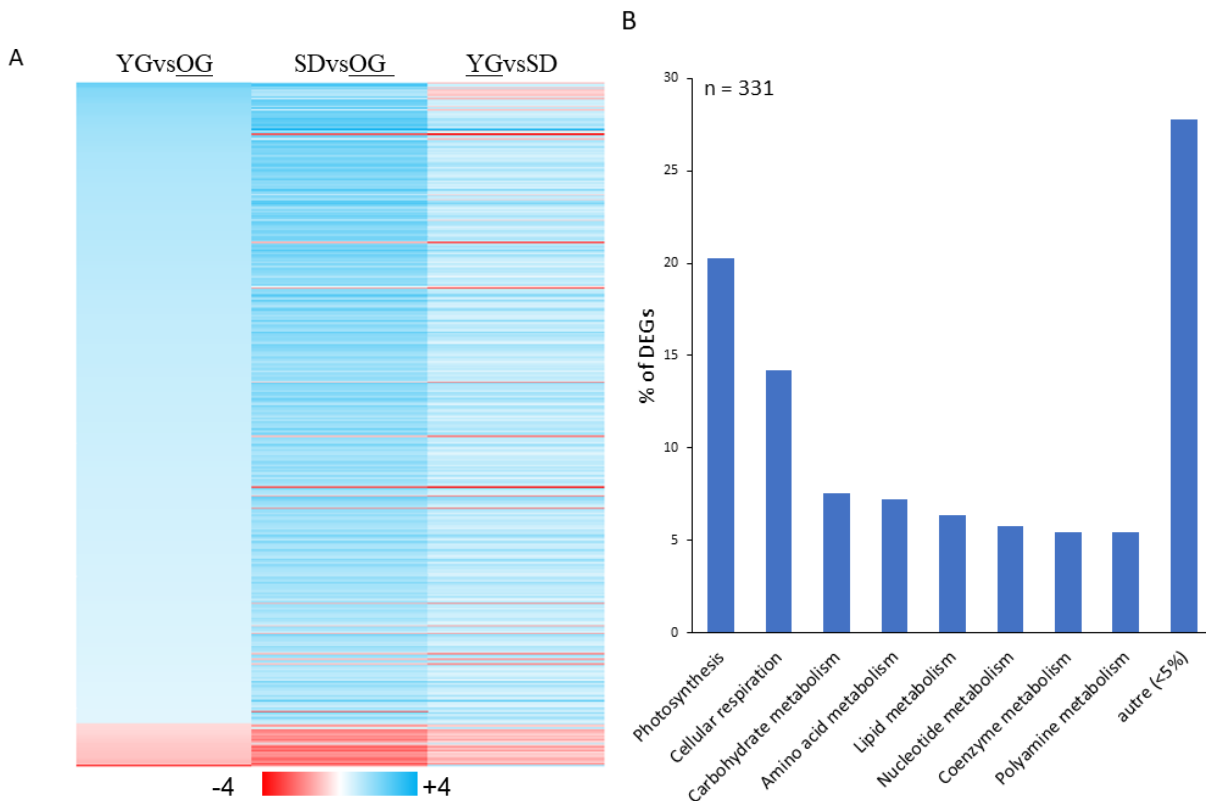 A
YGvsOG
SDvsOG
YGvsSD
-4
+4
B
n = 331
% of DEGs
30
25
20
15
10
5
0
Photosynthesis
Cellular respiration
Carbohydrate metabolism
Amino acid metabolism
Lipid metabolism
Nucleotide metabolism
Coenzyme metabolism
Polyamine metabolism
autre (<5%)